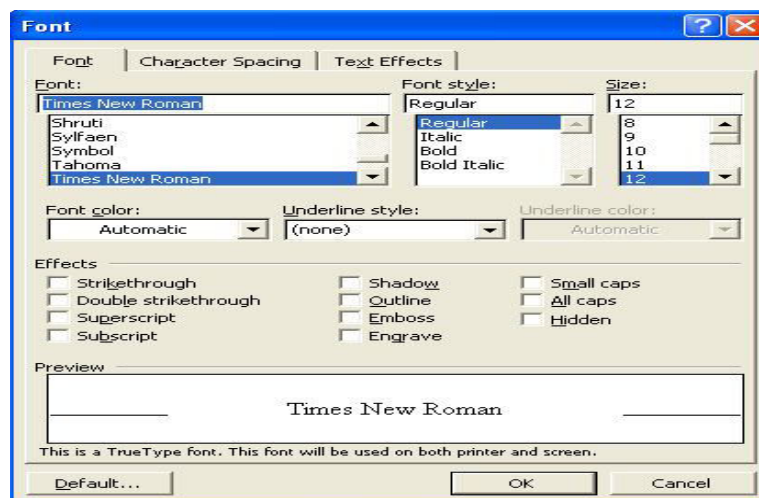 Font
Font Character Spacing Text Effects
Font: Font style: Size:
Times New Roman Regular 12
Shruti Regular 8
Sylfaen Italic 9
Symbol Bold 10
Tahoma Bold Italic 11
Times New Roman 12
Font color: Underline style: Underline color:
Automatic (none) Automatic
Effects
Strikethrough Shadow Small caps
Double strikethrough Outline All caps
Superscript Emboss Hidden
Subscript Engrave
Preview
Times New Roman
This is a TrueType font. This font will be used on both printer and screen.
Default... OK Cancel